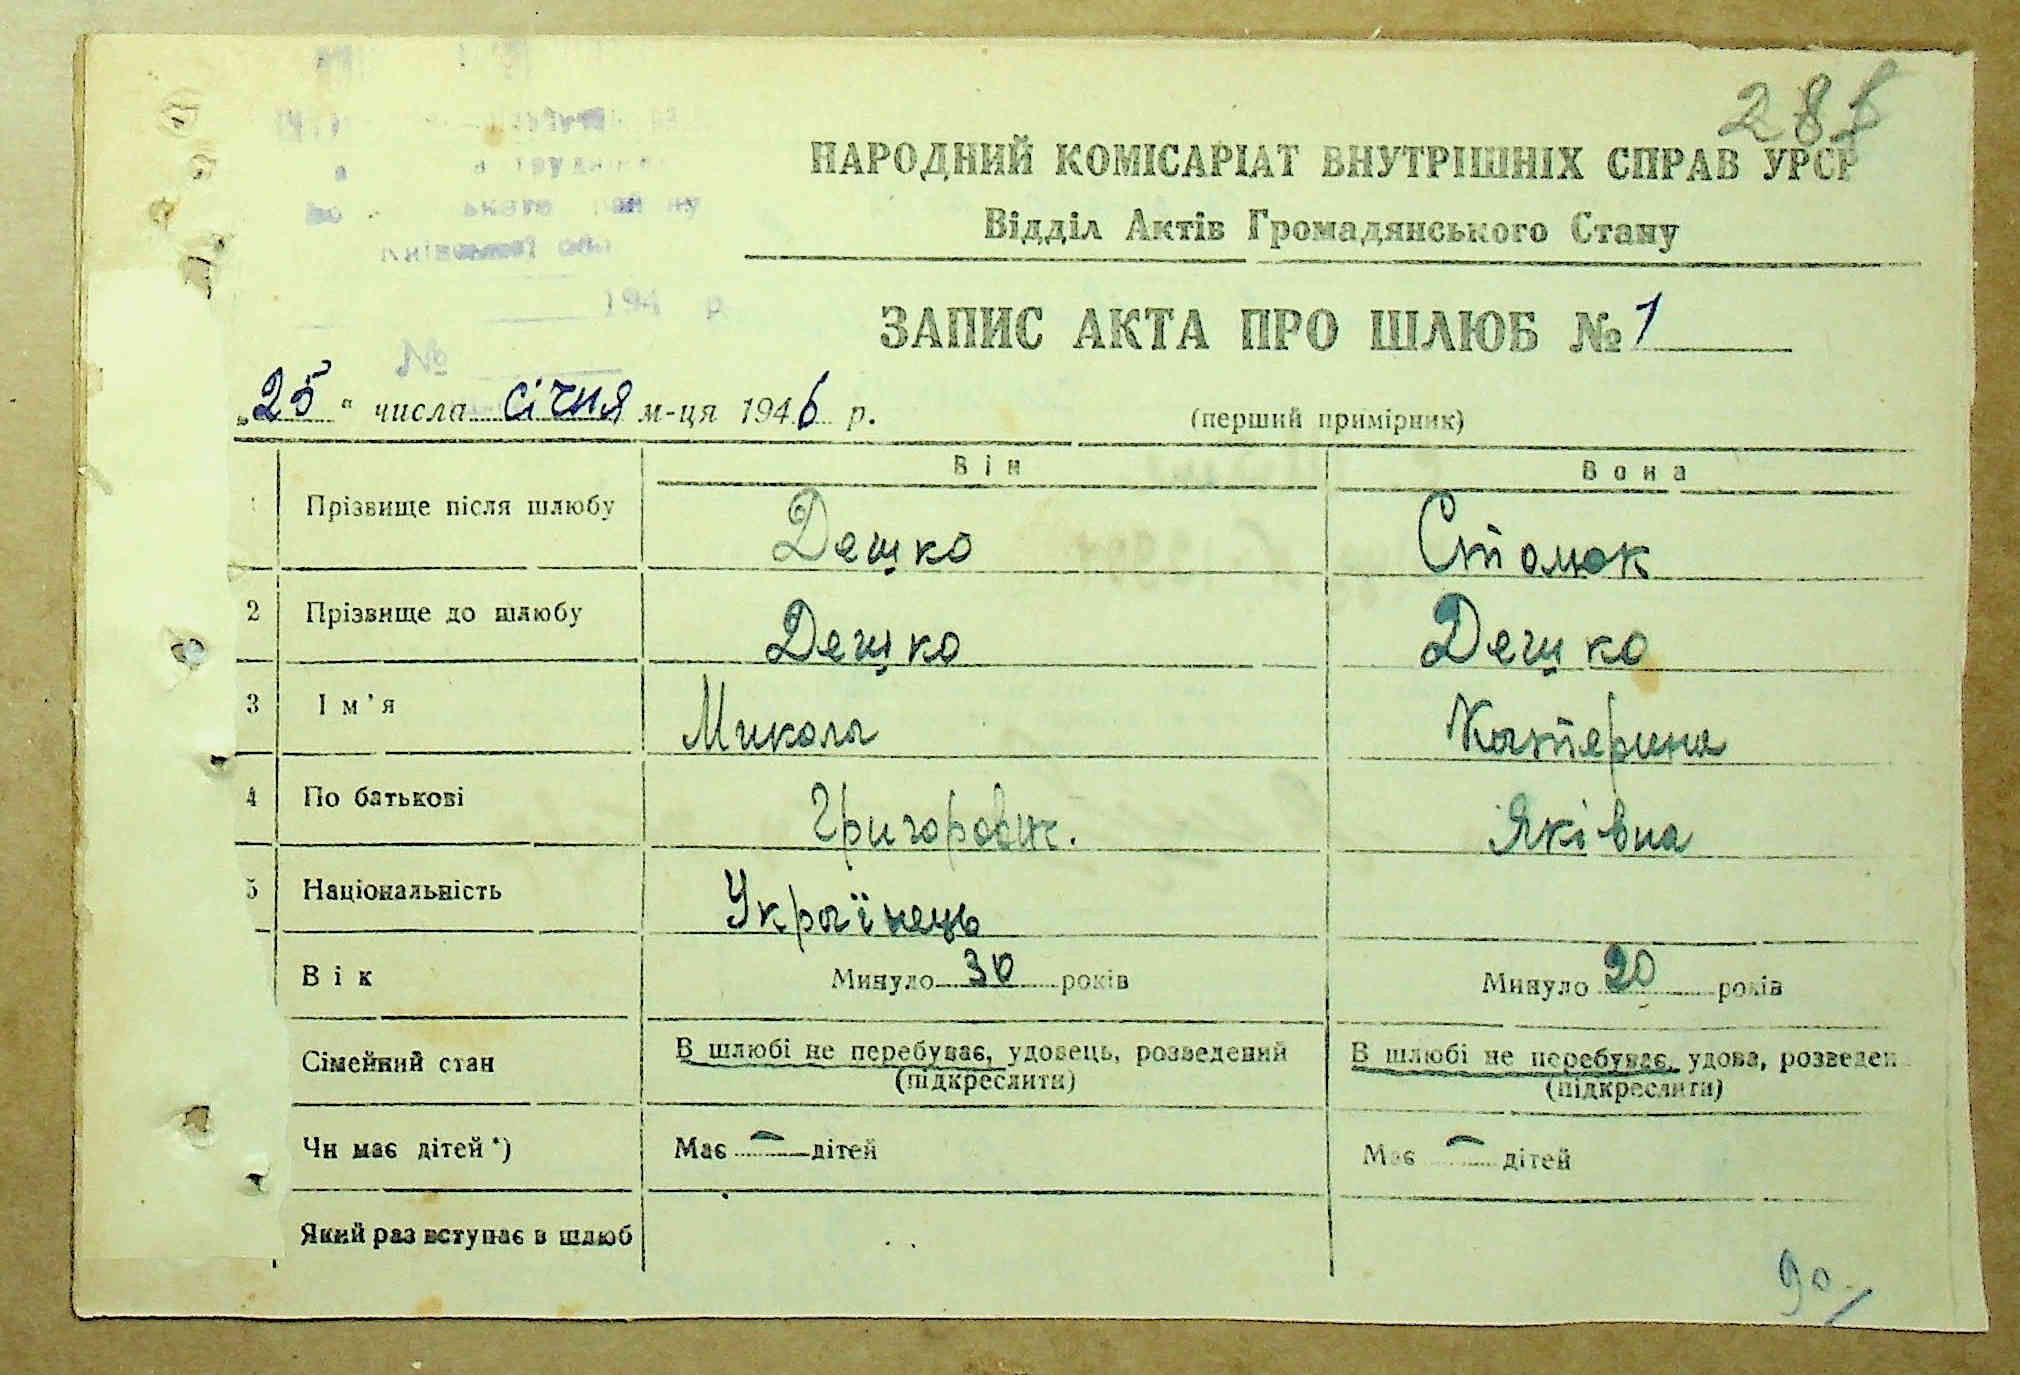 НАРОДНИЙ КОМІСАРІАТ ВНУТРІШНІХ СПРАВ УРСР
Відділ Актів Громадянського Стану
194 р
№
ЗАПИС АКТА ПРО ШЛЮБ № 1
„25“ числа січня м-ця 1946 р. (перший примірник)
Він Вона
1 Прізвище після шлюбу Дешко
2 Прізвище до шлюбу Дешко Дешко
3 Ім'я Микола Катерина
4 По батькові Григорович. Яківна
5 Національність Українець
Вік Минуло 30 років Минуло 20 років
Сімейний стан В шлюбі не перебуває, удовець, розведений В шлюбі не перебуває, удова, розведен
(підкреслити) (підкреслити)
Чи має дітей *) Має — дітей Має — дітей
Який раз вступає в шлюб